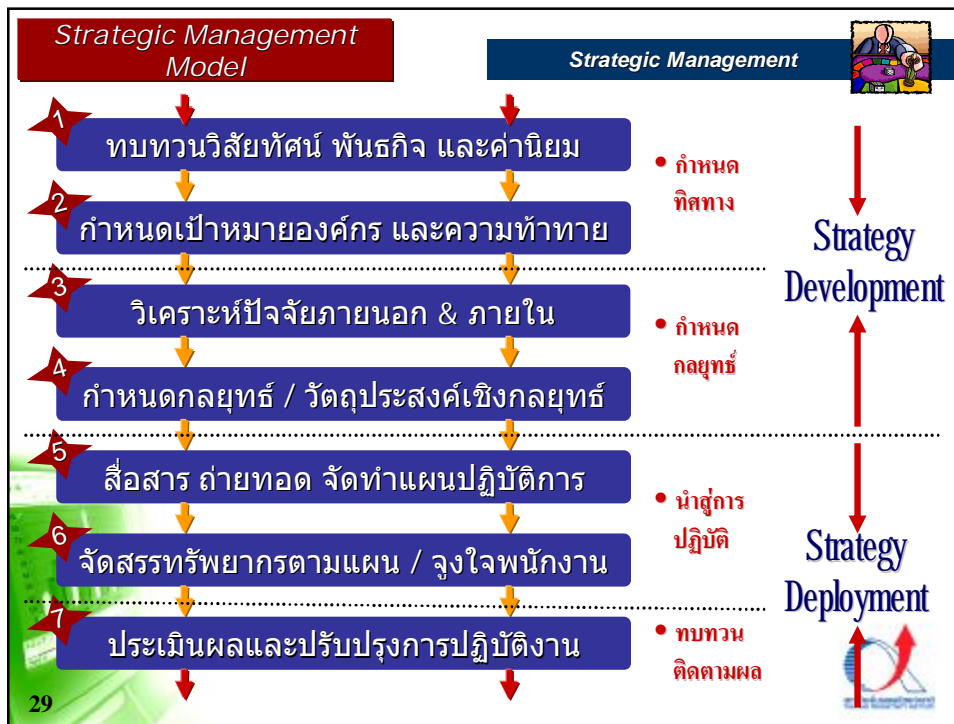 Strategic Management
Model
Strategic Management
1
ทบทวนวิสัยทัศน์ พันธกิจ และค่านิยม
2
กำหนดเป้าหมายองค์กร และความท้าทาย
• กำหนด
ทิศทาง
3
วิเคราะห์ปัจจัยภายนอก & ภายใน
4
กำหนดกลยุทธ์ / วัตถุประสงค์เชิงกลยุทธ์
• กำหนด
กลยุทธ์
Strategy
Development
5
สื่อสาร ถ่ายทอด จัดทำแผนปฏิบัติการ
6
จัดสรรทรัพยากรตามแผน / จูงใจพนักงาน
• นำสู่การ
ปฏิบัติ
7
ประเมินผลและปรับปรุงการปฏิบัติงาน
• ทบทวน
ติดตามผล
Strategy
Deployment
29